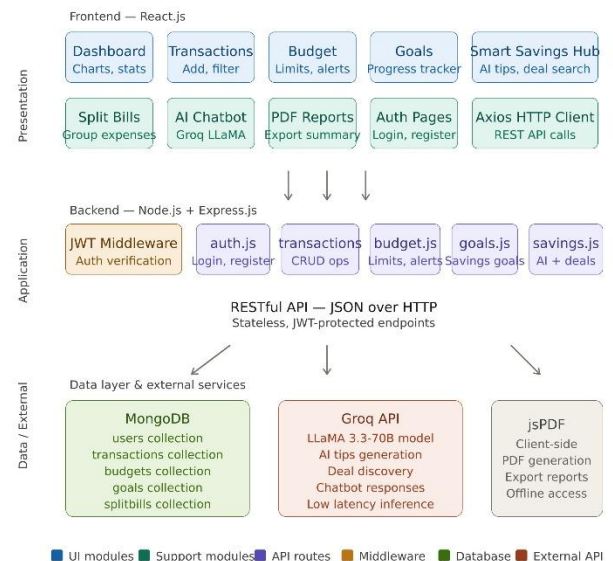 Frontend — React.js
Dashboard
Charts, stats
Transactions
Add, filter
Budget
Limits, alerts
Goals
Progress tracker
Smart Savings Hub
AI tips, deal search
Presentation
Split Bills
Group expenses
AI Chatbot
Groq LLaMA
PDF Reports
Export summary
Auth Pages
Login, register
Axios HTTP Client
REST API calls
Backend — Node.js + Express.js
Application
JWT Middleware
Auth verification
auth.js
Login, register
transactions
CRUD ops
budget.js
Limits, alerts
goals.js
Savings goals
savings.js
AI + deals
RESTful API — JSON over HTTP
Stateless, JWT-protected endpoints
Data / External
Data layer & external services
MongoDB
users collection
transactions collection
budgets collection
goals collection
splitbills collection
Groq API
LLaMA 3.3-70B model
AI tips generation
Deal discovery
Chatbot responses
Low latency inference
jsPDF
Client-side
PDF generation
Export reports
Offline access
UI modules
Support modules
API routes
Middleware
Database
External API